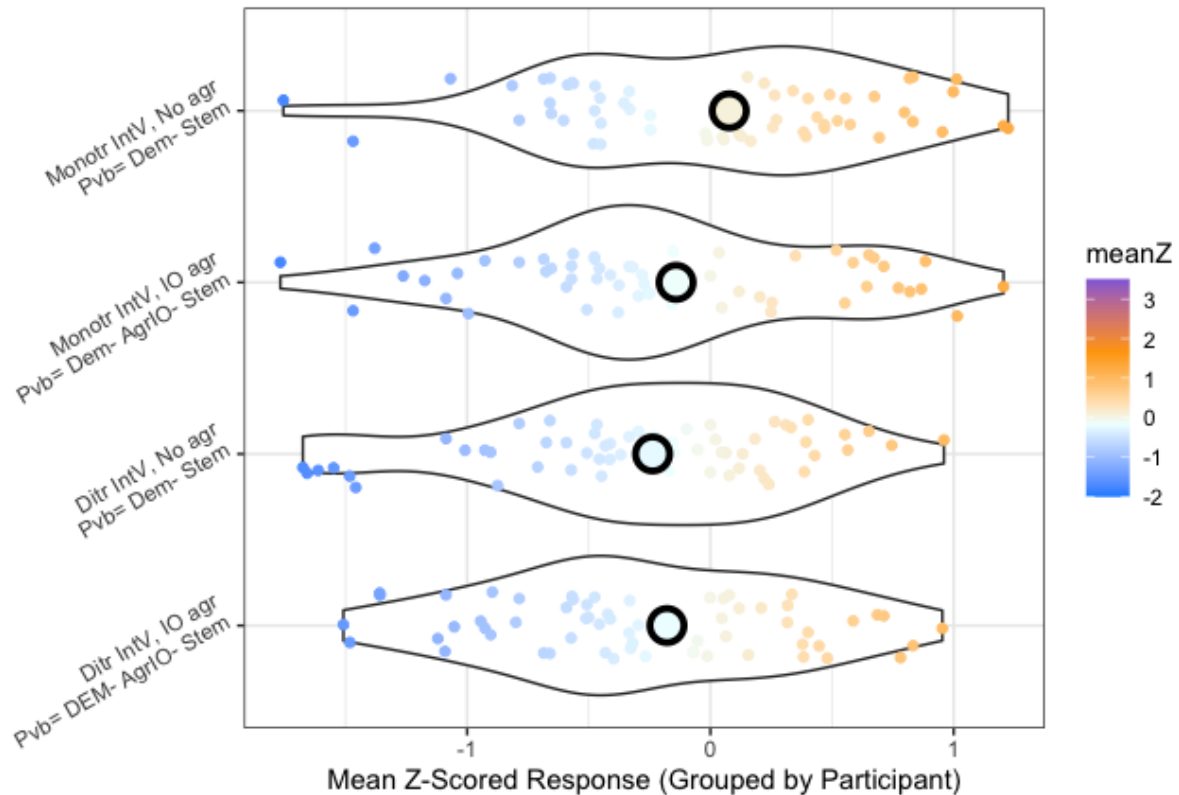 Monotr IntV, No agr
Pvb= Dem- Stem
Monotr IntV, IO agr
Pvb= Dem- AgrIO- Stem
Ditr IntV, No agr
Pvb= Dem- Stem
Ditr IntV, IO agr
Pvb= DEM- AgrIO- Stem
-1
0
1
Mean Z-Scored Response (Grouped by Participant)
meanZ
3
2
1
0
-1
-2